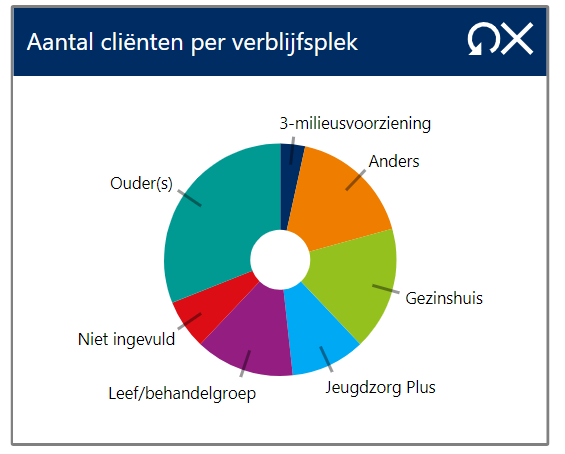 Aantal cliënten per verblijfsplek
3-milieusvoorziening
Anders
Ouder(s)
Gezinshuis
Niet ingevuld
Jeugdzorg Plus
Leef/behandelgroep